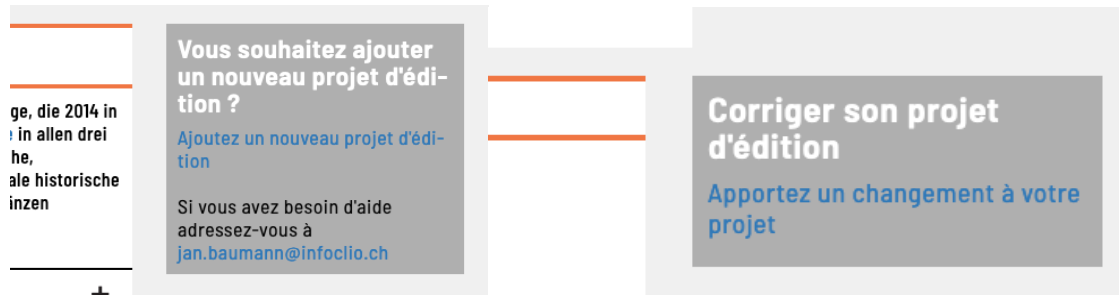 ge, die 2014 in
in allen drei
he,
ale historische
inzen
+
Vous souhaitez ajouter
un nouveau projet d'édi-
tion ?
Ajoutez un nouveau projet d'édi-
tion
Si vous avez besoin d'aide
adressez-vous à
jan.baumann@infoclio.ch
Corriger son projet
d'édition
Apportez un changement à votre
projet